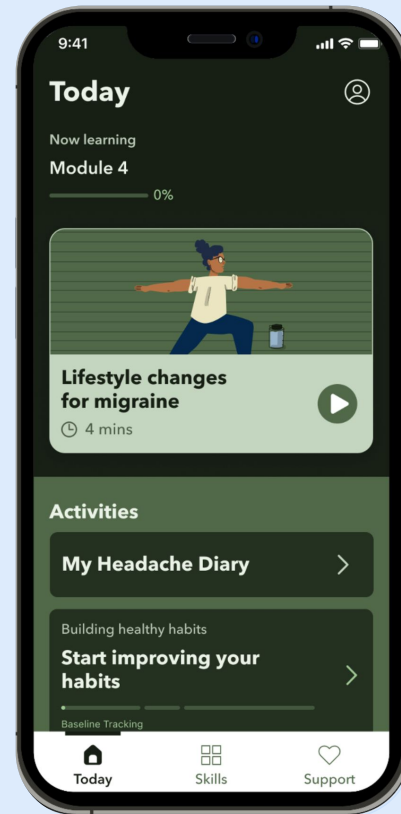 9:41
Today
Now learning
Module 4
0%
Lifestyle changes
for migraine
4 mins
Activities
My Headache Diary
Building healthy habits
Start improving your
habits
Baseline Tracking
Today
Skills
Support